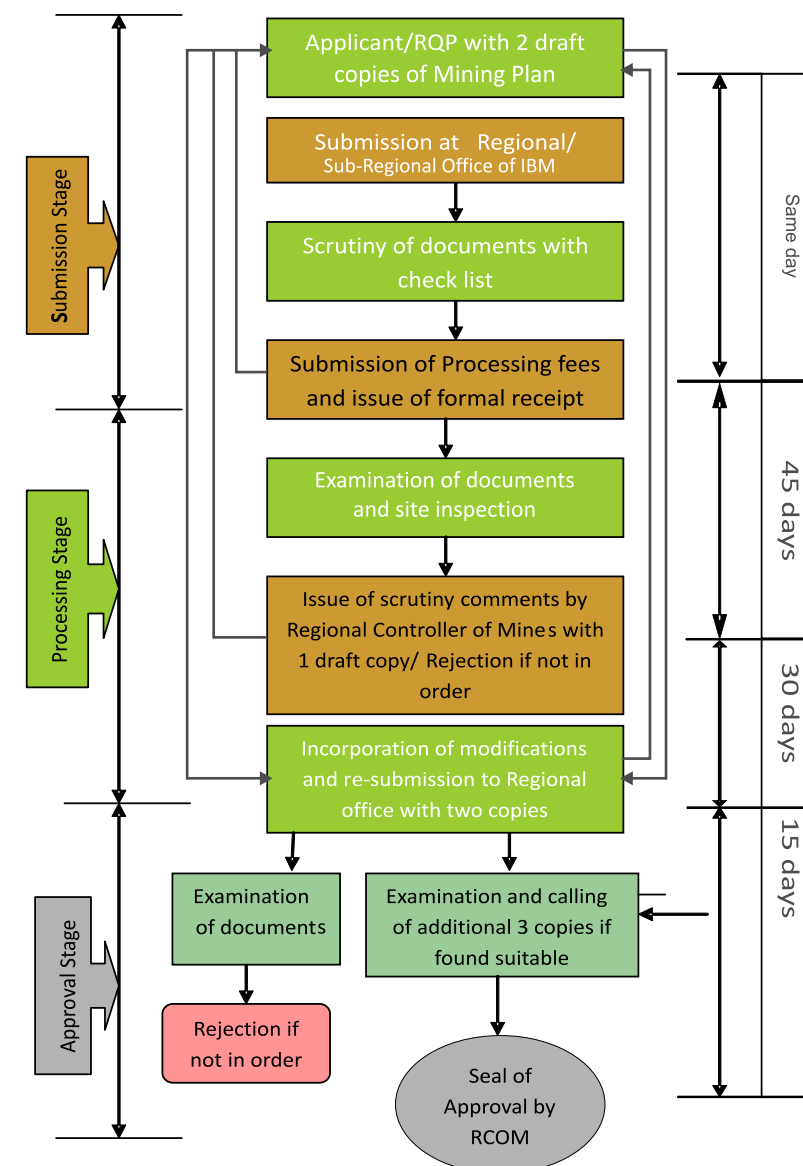 Applicant/RQP with 2 draft
copies of Mining Plan
Submission at Regional/
Sub-Regional Office of IBM
Scrutiny of documents with
check list
Submission of Processing fees
and issue of formal receipt
Examination of documents
and site inspection
Issue of scrutiny comments by
Regional Controller of Mines with
1 draft copy/ Rejection if not in
order
Incorporation of modifications
and re-submission to Regional
office with two copies
Examination
of documents
Examination and calling
of additional 3 copies if
found suitable
Rejection if
not in order
Seal of
Approval by
RCOM
Submission Stage
Processing Stage
Approval Stage
Same day
45 days
30 days
15 days